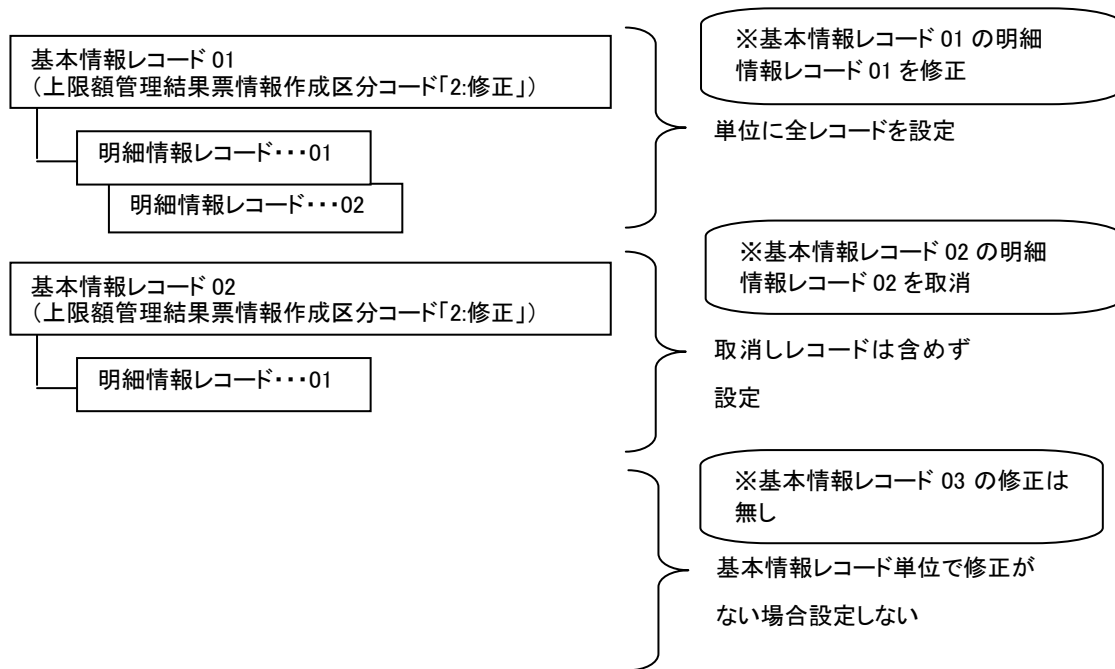 基本情報レコード 01
（上限額管理結果票情報作成区分コード「2:修正」）
明細情報レコード・・・01
明細情報レコード・・・02
※基本情報レコード 01 の明細
情報レコード 01 を修正
単位に全レコードを設定
基本情報レコード 02
（上限額管理結果票情報作成区分コード「2:修正」）
明細情報レコード・・・01
※基本情報レコード 02 の明細
情報レコード 02 を取消
取消しレコードは含めず
設定
※基本情報レコード 03 の修正は
無し
基本情報レコード単位で修正が
ない場合設定しない